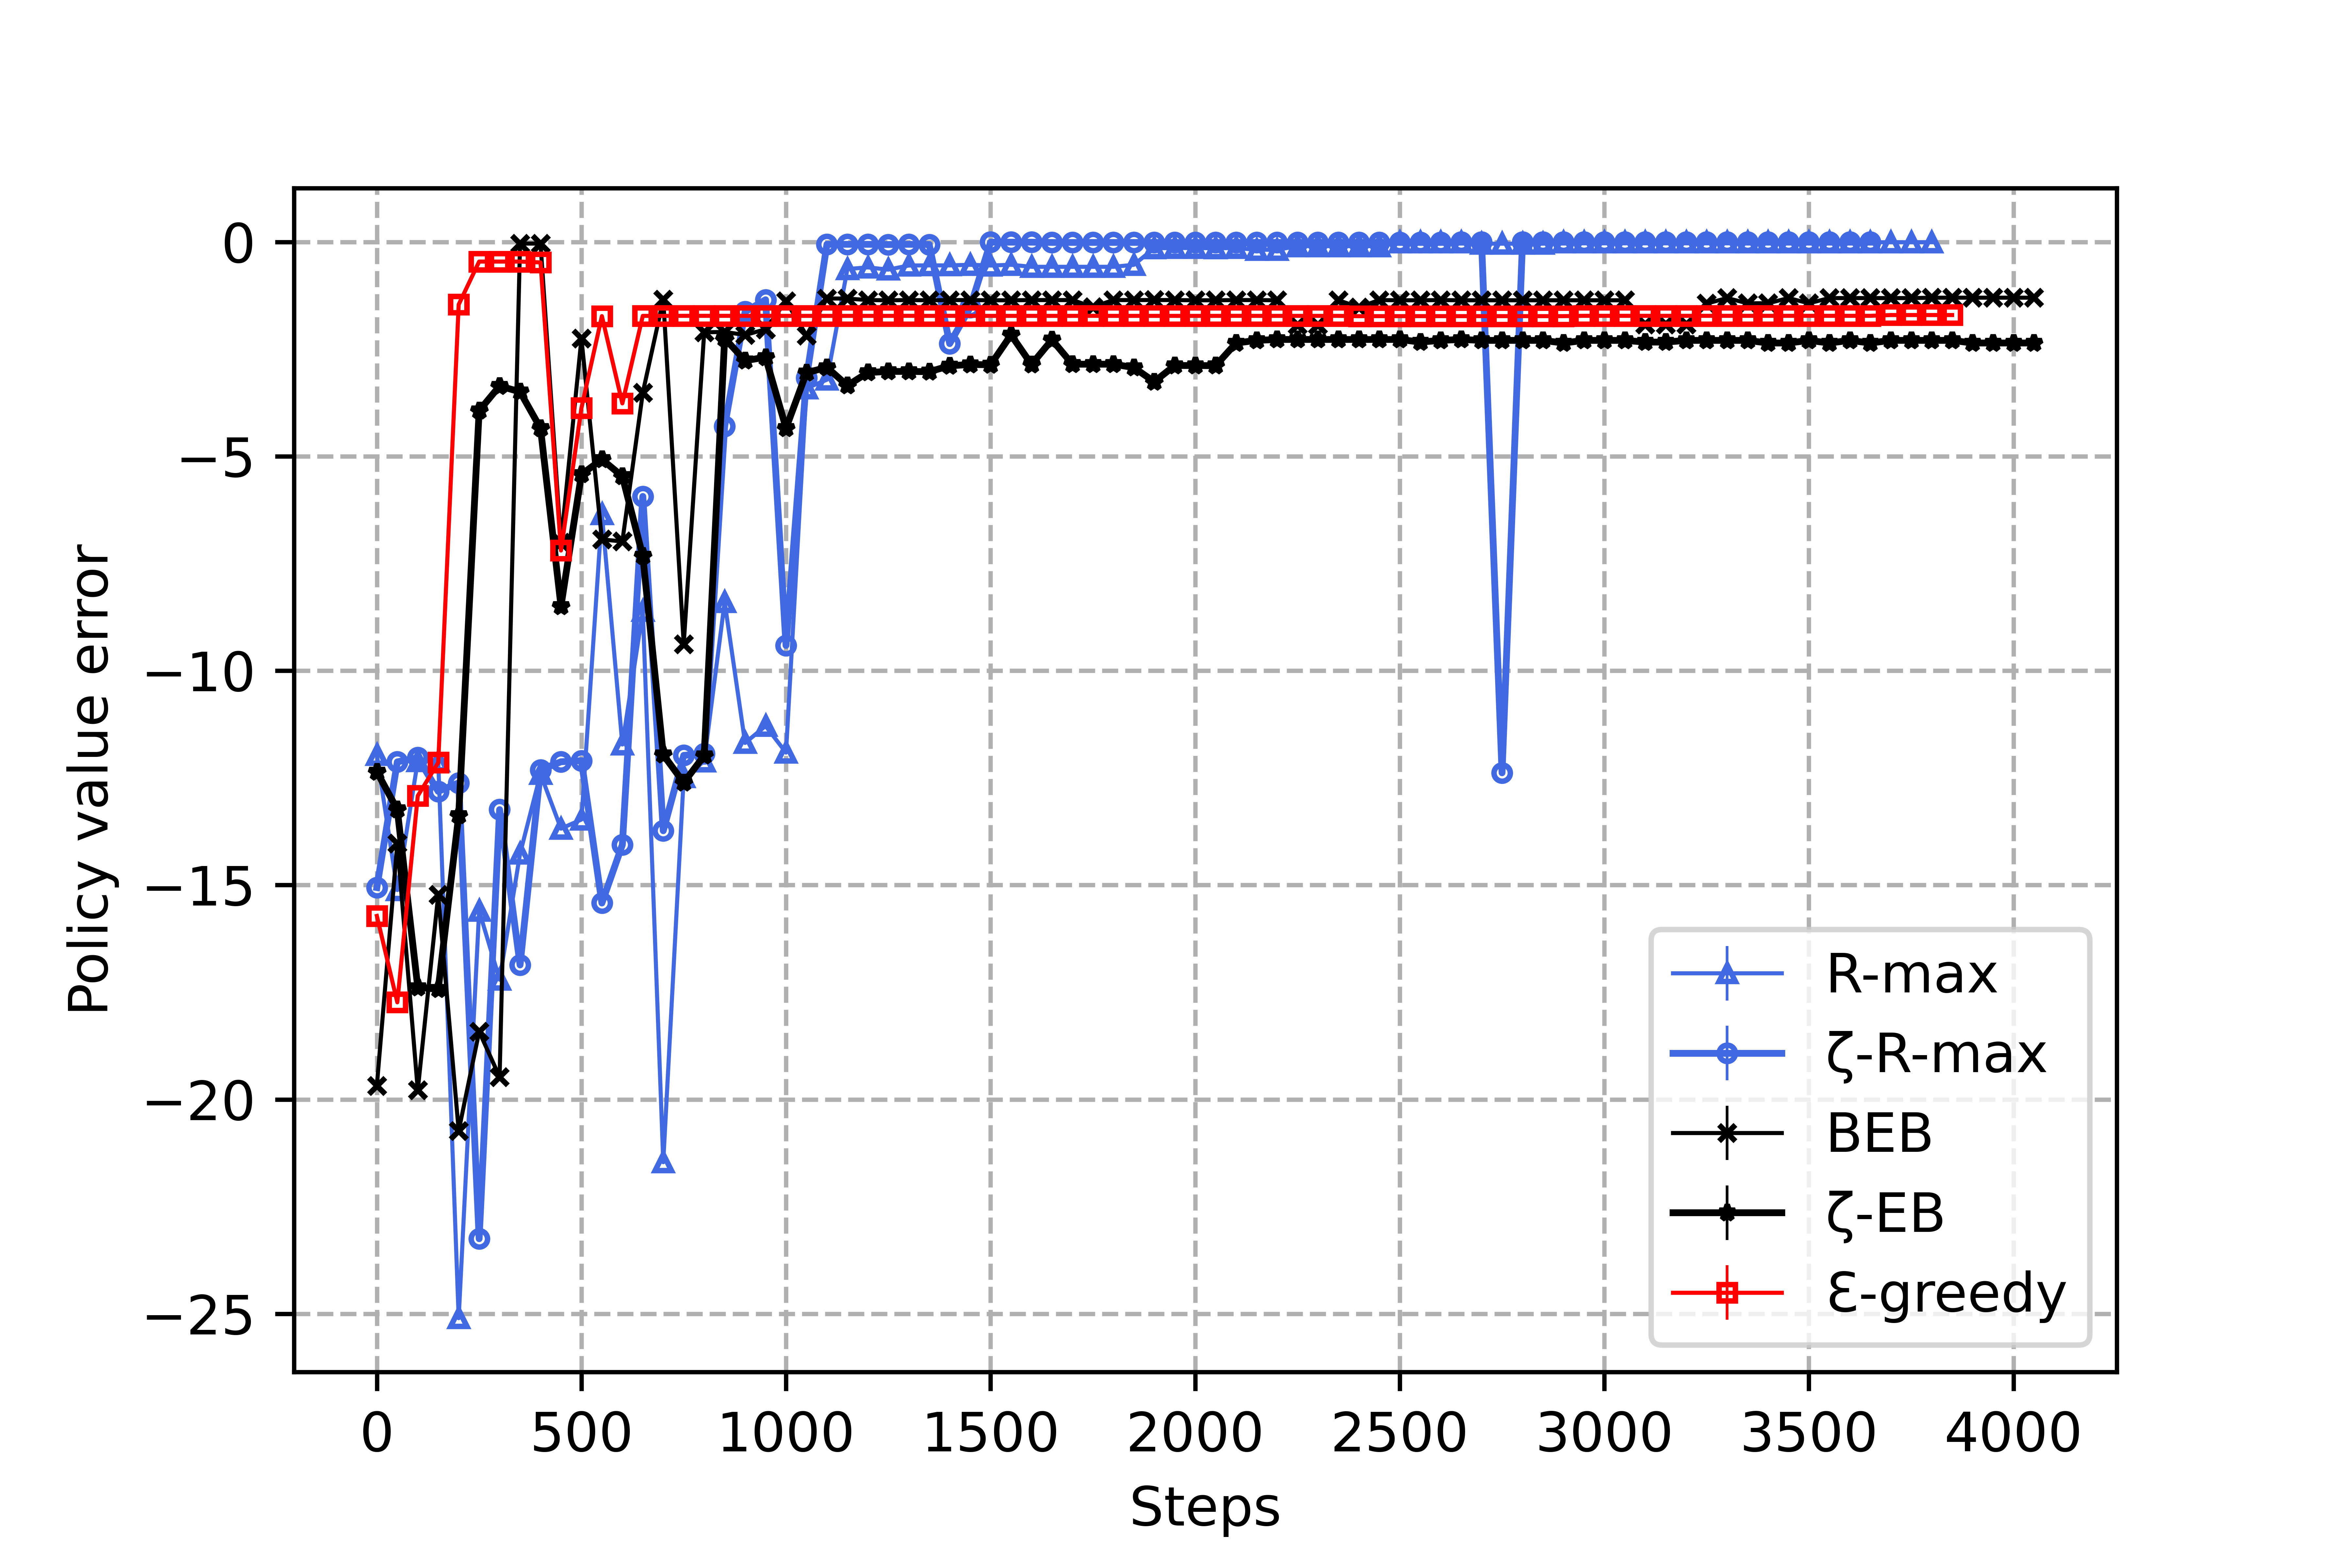 Policy value error
0
−5
−10
−15
−20
−25
0 500 1000 1500 2000 2500 3000 3500 4000
Steps
R-max
ζ-R-max
BEB
ζ-EB
Ɛ-greedy